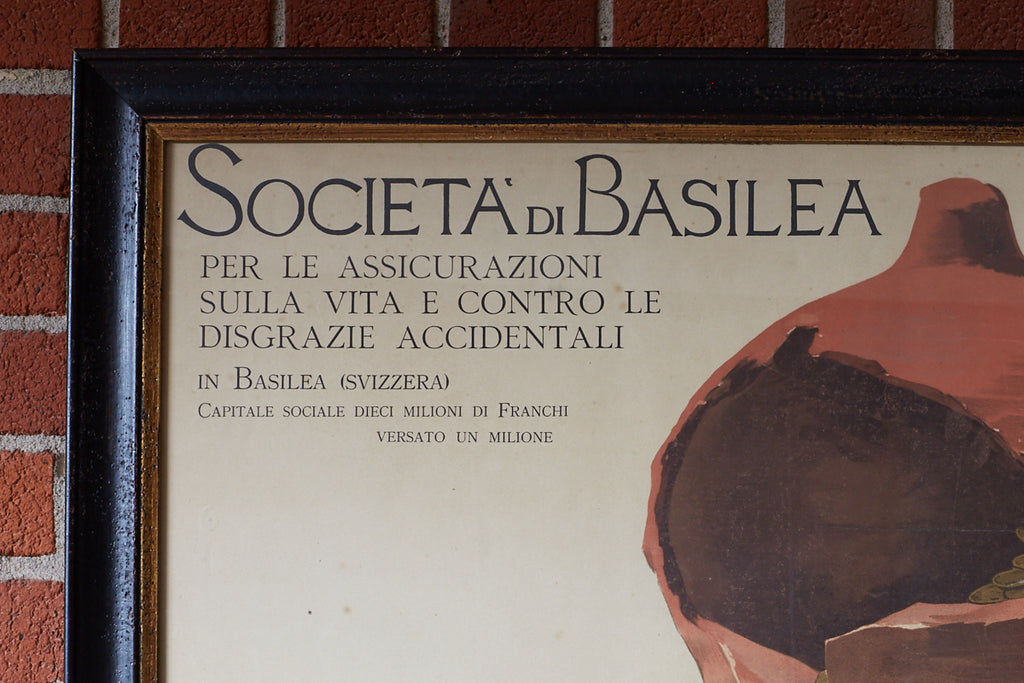 SOCIETA' DI BASILEA
PER LE ASSICURAZIONI
SULLA VITA E CONTRO LE
DISGRAZIE ACCIDENTALI
IN BASILEA (SVIZZERA)
CAPITALE SOCIALE DIECI MILIONI DI FRANCHI
VERSATO UN MILIONE